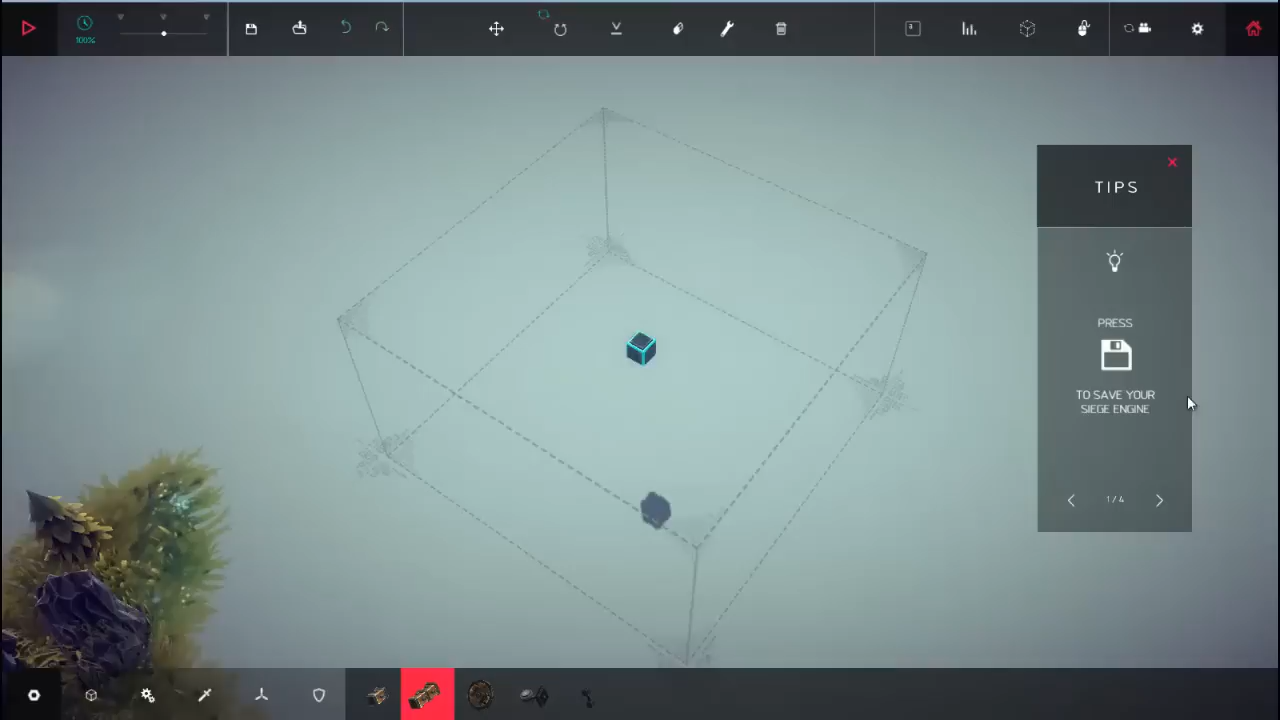 100%
TIPS
PRESS
TO SAVE YOUR
SIEGE ENGINE
1/4